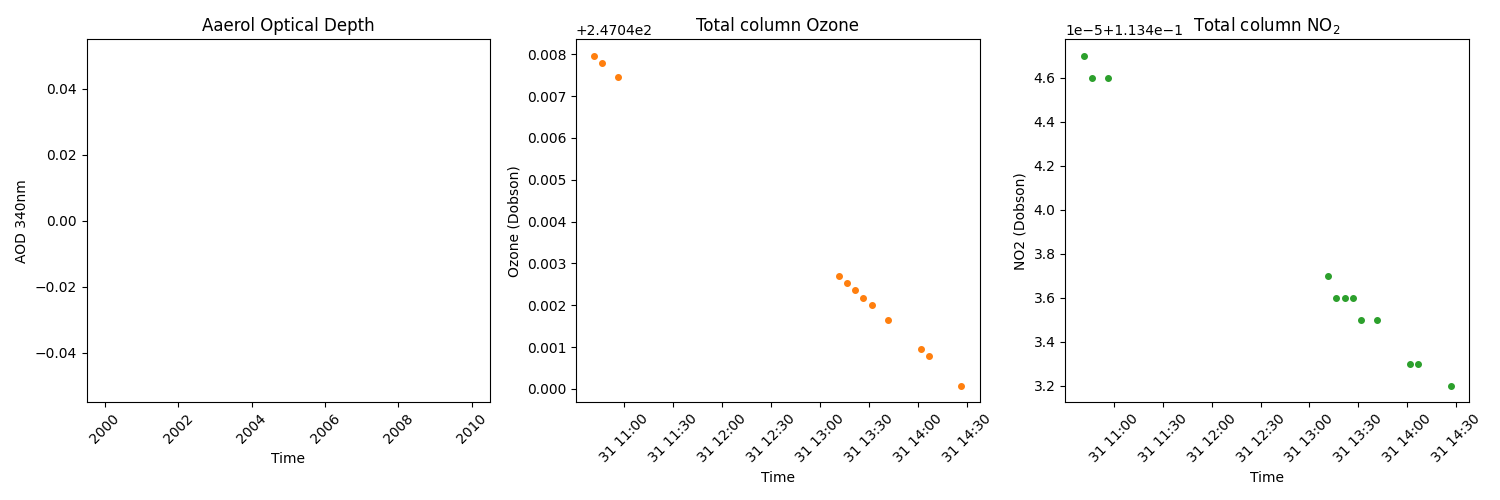 Aaerol Optical Depth
AOD 340nm
0.04
0.02
0.00
−0.02
−0.04
2000 2002 2004 2006 2008 2010
Time
Total column Ozone
+2.4704e2
Ozone (Dobson)
0.008
0.007
0.006
0.005
0.004
0.003
0.002
0.001
0.000
31 11:00 31 11:30 31 12:00 31 12:30 31 13:00 31 13:30 31 14:00 31 14:30
Time
Total column NO₂
1e−5+1.134e−1
NO2 (Dobson)
4.6
4.4
4.2
4.0
3.8
3.6
3.4
3.2
31 11:00 31 11:30 31 12:00 31 12:30 31 13:00 31 13:30 31 14:00 31 14:30
Time